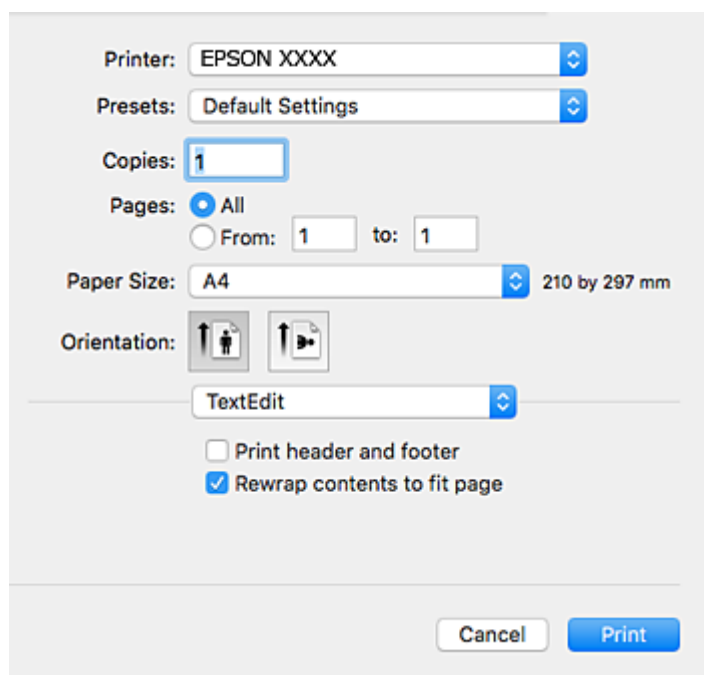 Printer: EPSON XXXX
Presets: Default Settings
Copies: 1
Pages: All
From: 1 to: 1
Paper Size: A4 210 by 297 mm
Orientation:
TextEdit
Print header and footer
Rewrap contents to fit page
Cancel Print